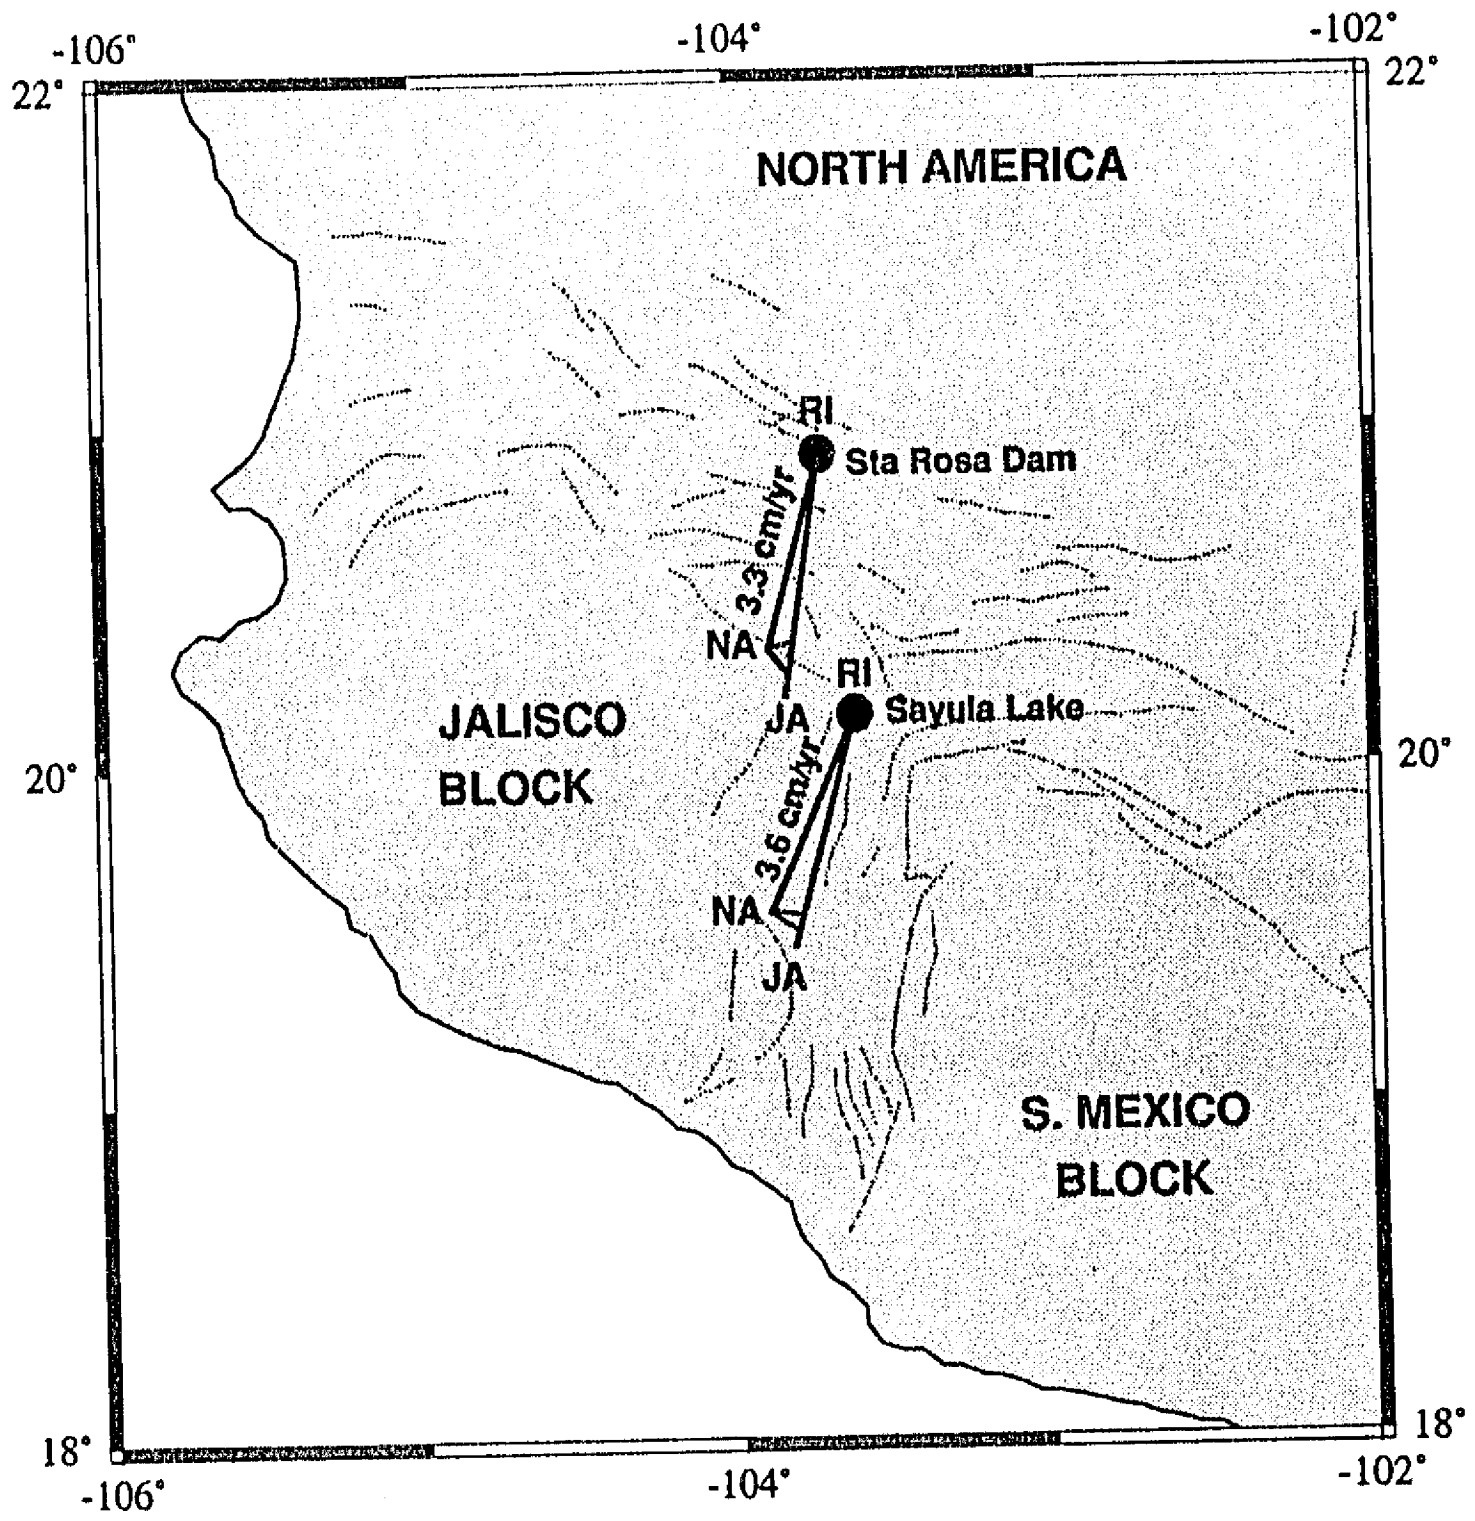 -106°
-104°
-102°
22°
22°
NORTH AMERICA
RI
Sta Rosa Dam
3.3 cm/yr
NA
RI
JA
Sayula Lake
JALISCO
BLOCK
20°
20°
3.6 cm/yr
NA
JA
S. MEXICO
BLOCK
18°
18°
-106°
-104°
-102°